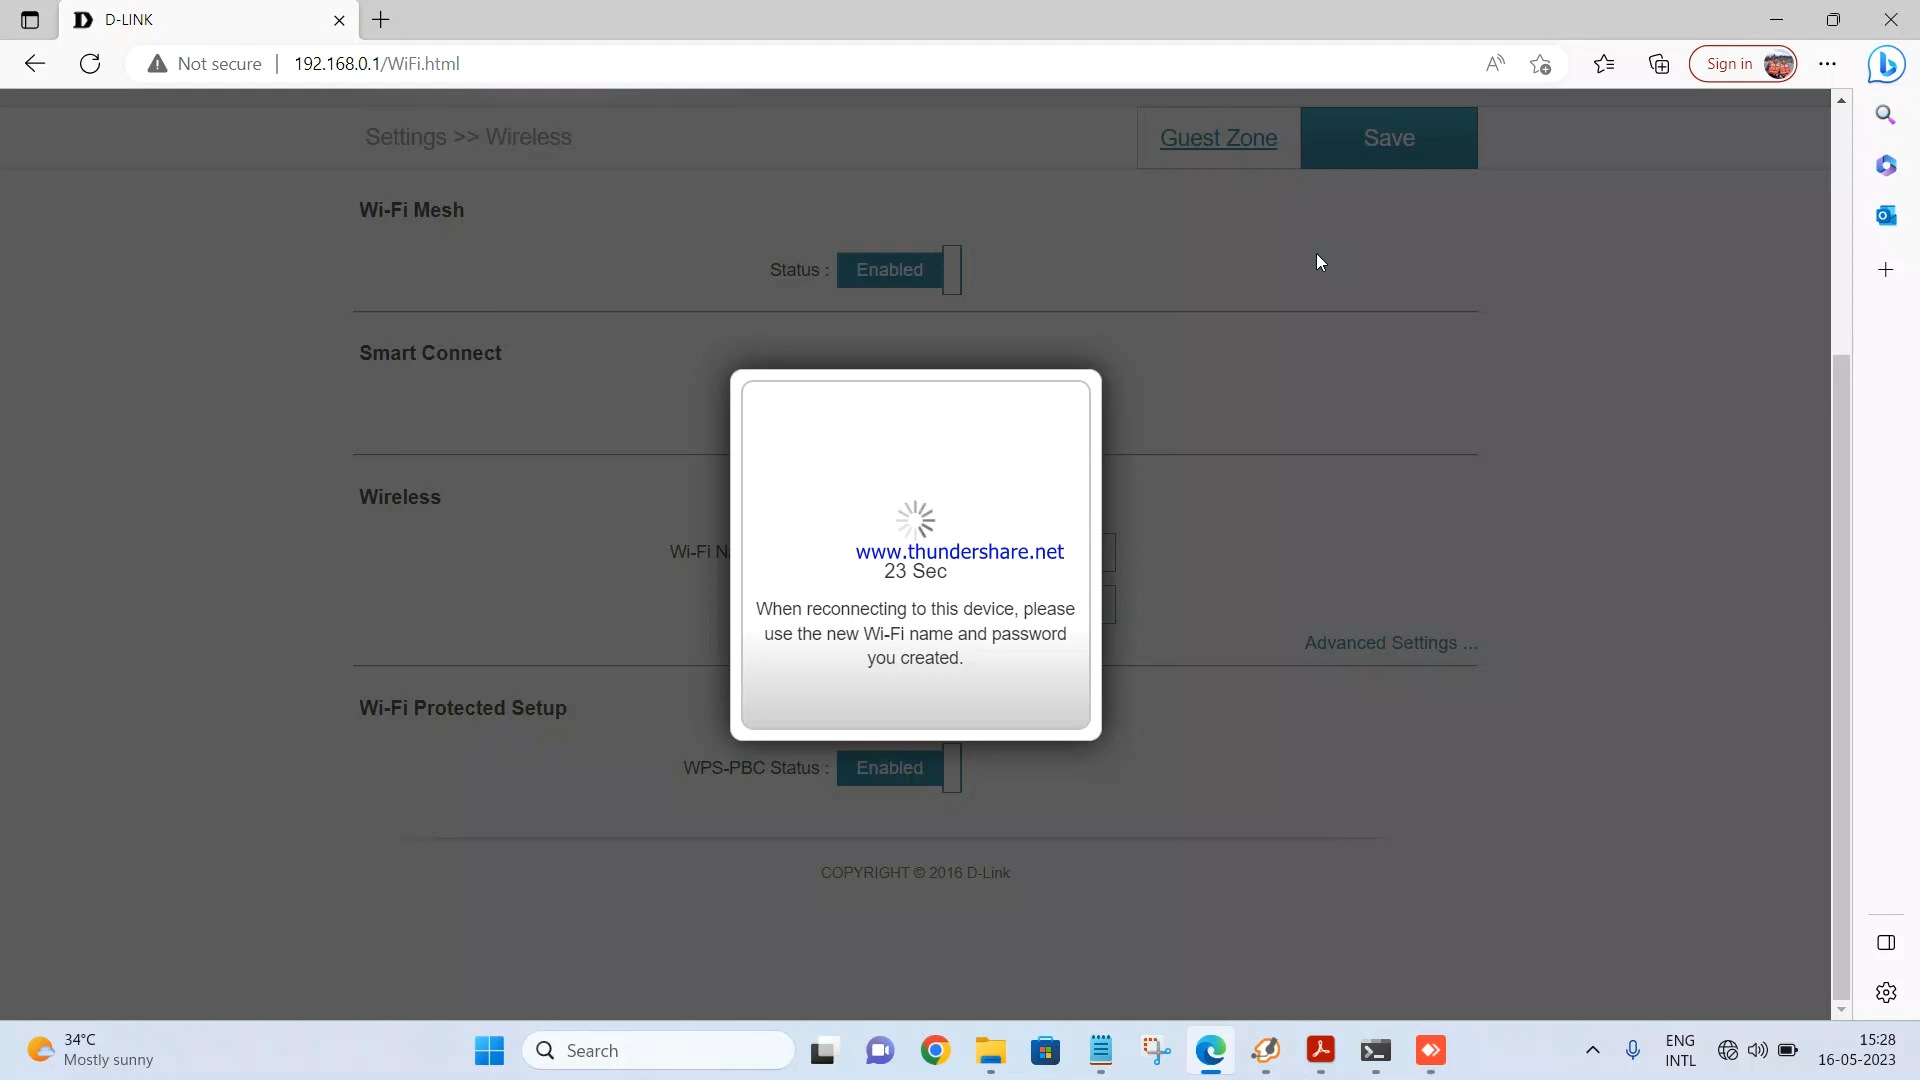 D-LINK
Not secure
192.168.0.1/WiFi.html
Sign in
Settings >> Wireless
Guest Zone
Save
Wi-Fi Mesh
Status :
Enabled
Smart Connect
Wireless
Wi-Fi Na
www.thundershare.net
23 Sec
When reconnecting to this device, please
use the new Wi-Fi name and password
you created.
Advanced Settings ...
Wi-Fi Protected Setup
WPS-PBC Status :
Enabled
COPYRIGHT © 2016 D-Link
34°C
Mostly sunny
Search
ENG
INTL
15:28
16-05-2023